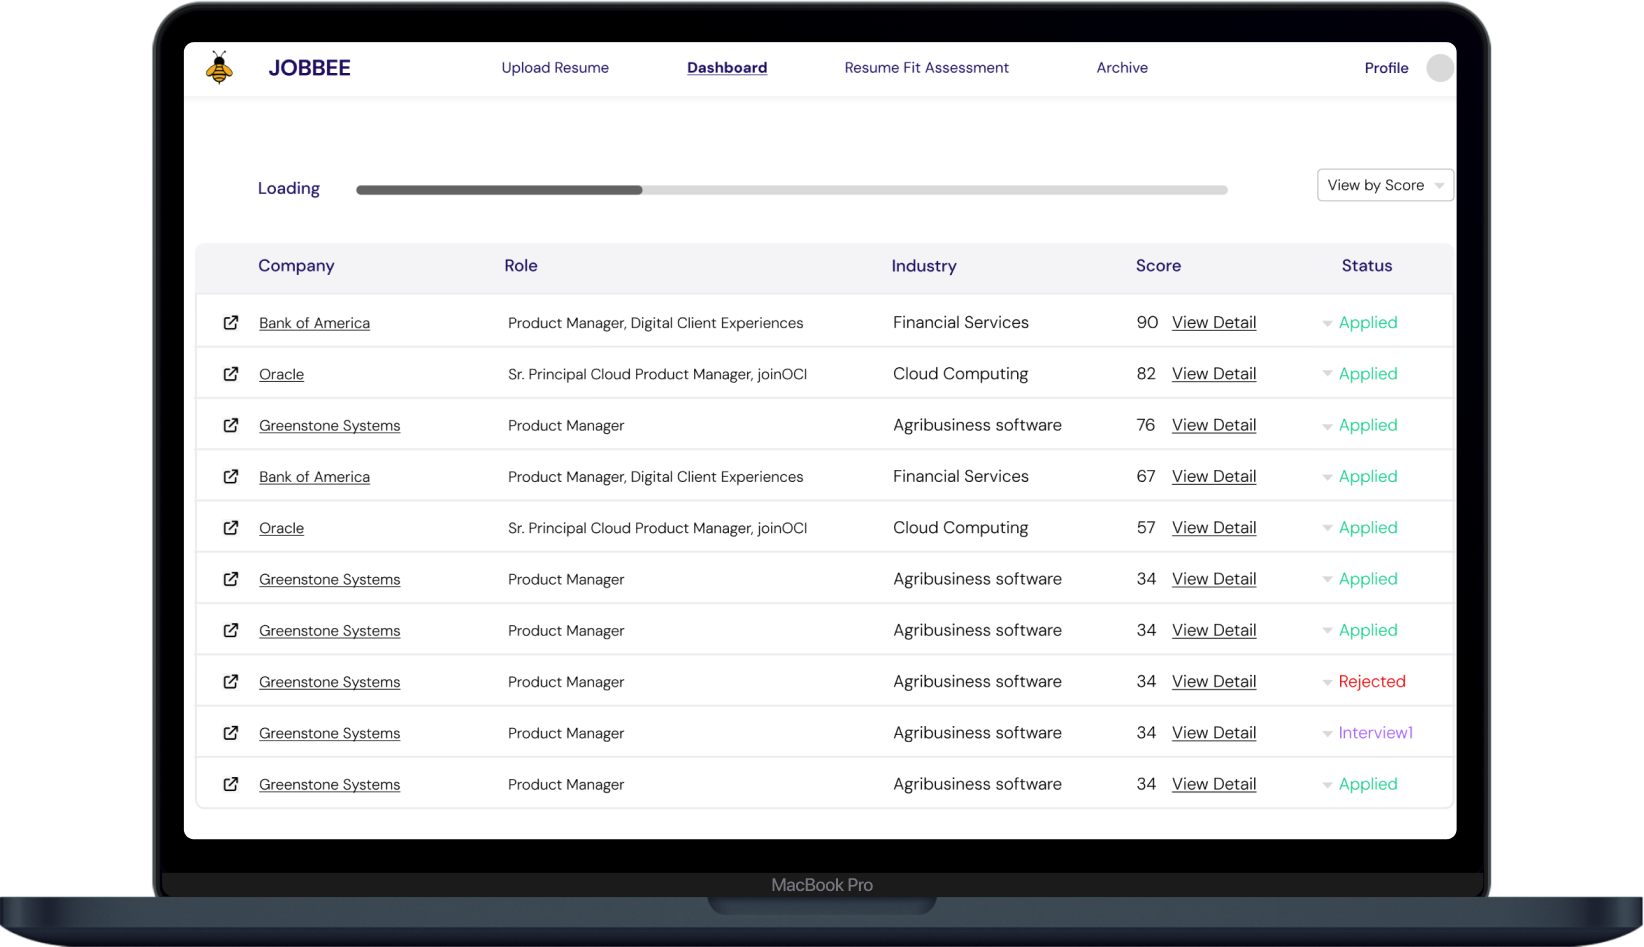 JOBBEE Upload Resume Dashboard Resume Fit Assessment Archive Profile
Loading View by Score
Company Role Industry Score Status
Bank of America Product Manager, Digital Client Experiences Financial Services 90 View Detail Applied
Oracle Sr. Principal Cloud Product Manager, joinOCI Cloud Computing 82 View Detail Applied
Greenstone Systems Product Manager Agribusiness software 76 View Detail Applied
Bank of America Product Manager, Digital Client Experiences Financial Services 67 View Detail Applied
Oracle Sr. Principal Cloud Product Manager, joinOCI Cloud Computing 57 View Detail Applied
Greenstone Systems Product Manager Agribusiness software 34 View Detail Applied
Greenstone Systems Product Manager Agribusiness software 34 View Detail Applied
Greenstone Systems Product Manager Agribusiness software 34 View Detail Rejected
Greenstone Systems Product Manager Agribusiness software 34 View Detail Interview1
Greenstone Systems Product Manager Agribusiness software 34 View Detail Applied
MacBook Pro